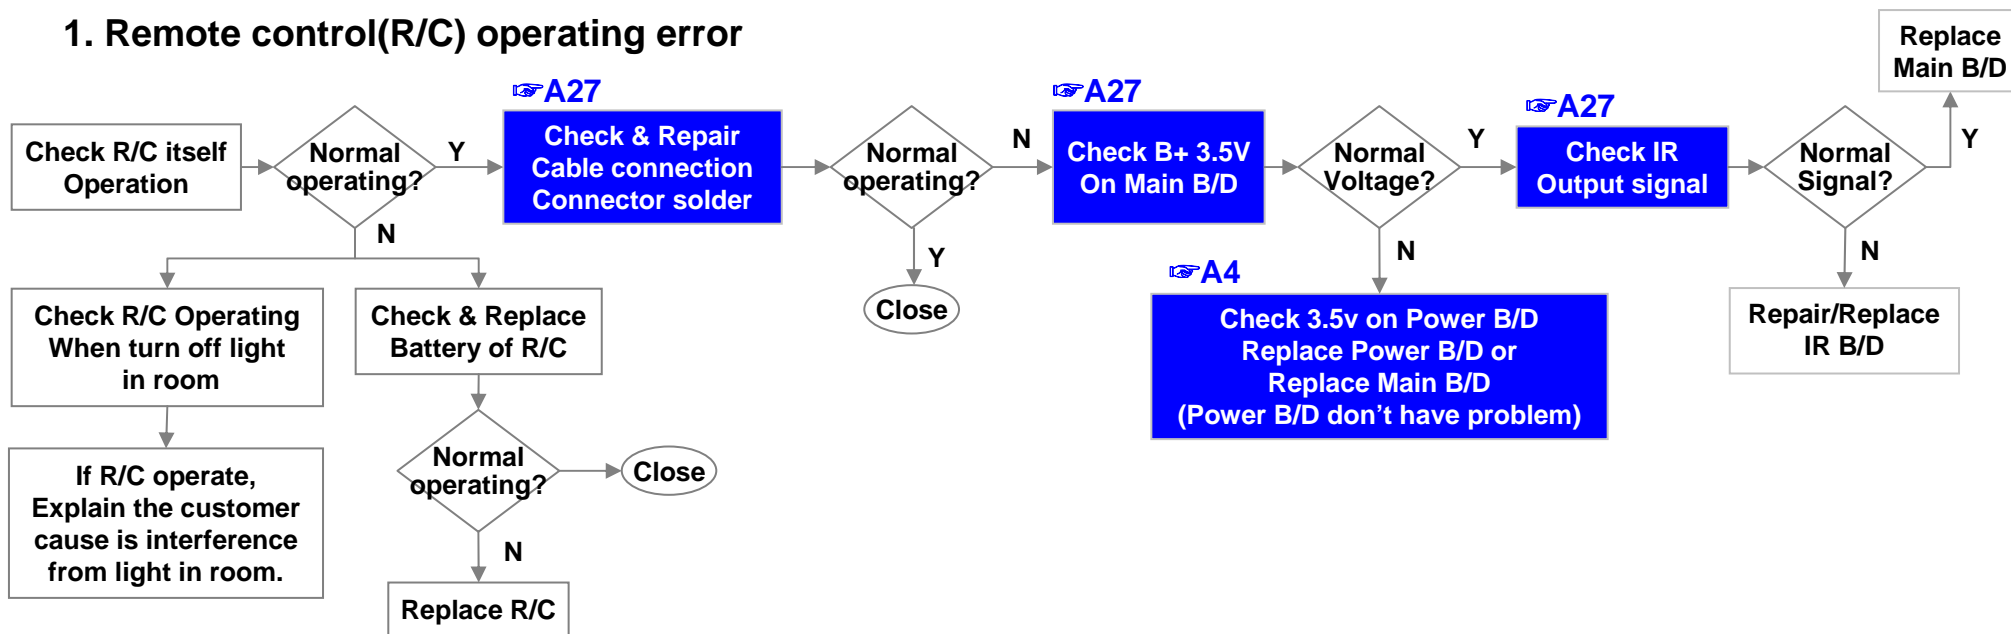 1. Remote control(R/C) operating error
Check R/C itself
Operation
Normal
operating?
Y
N
☞A27
Check & Repair
Cable connection
Connector solder
Normal
operating?
N
Y
Close
☞A27
Check B+ 3.5V
On Main B/D
Normal
Voltage?
Y
N
☞A27
Check IR
Output signal
Normal
Signal?
Y
Replace
Main B/D
N
Repair/Replace
IR B/D
☞A4
Check 3.5v on Power B/D
Replace Power B/D or
Replace Main B/D
(Power B/D don’t have problem)
Check R/C Operating
When turn off light
in room
If R/C operate,
Explain the customer
cause is interference
from light in room.
Check & Replace
Battery of R/C
Normal
operating?
Close
N
Replace R/C